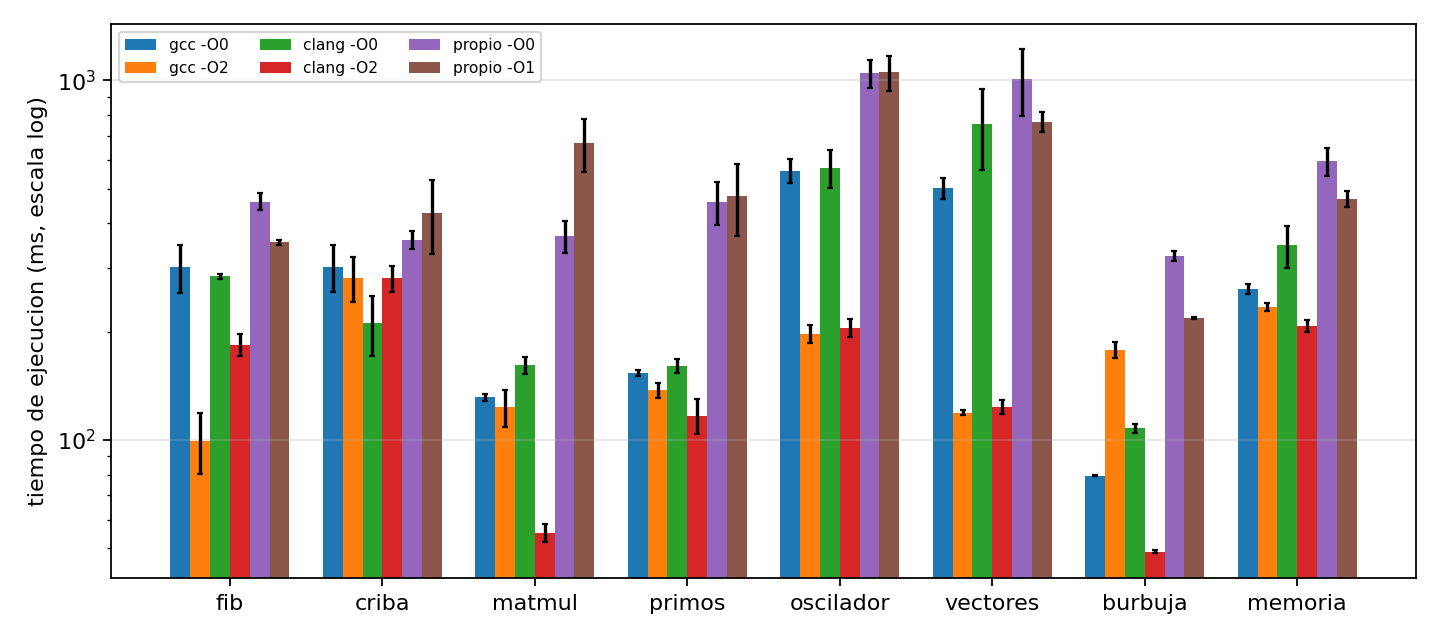 gcc -O0
gcc -O2
clang -O0
clang -O2
propio -O0
propio -O1
tiempo de ejecucion (ms, escala log)
10³
10²
fib
criba
matmul
primos
oscilador
vectores
burbuja
memoria